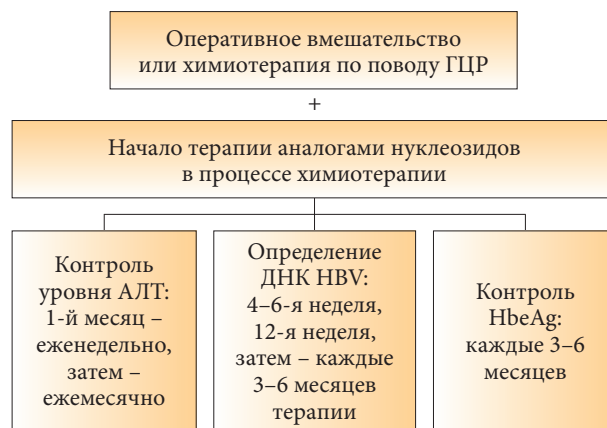 Оперативное вмешательство
или химиотерапия по поводу ГЦР
+
Начало терапии аналогами нуклеозидов
в процессе химиотерапии
Контроль
уровня АЛТ:
1-й месяц –
еженедельно,
затем –
ежемесячно
Определение
ДНК HBV:
4–6-я неделя,
12-я неделя,
затем – каждые
3–6 месяцев
терапии
Контроль
HbeAg:
каждые 3–6
месяцев